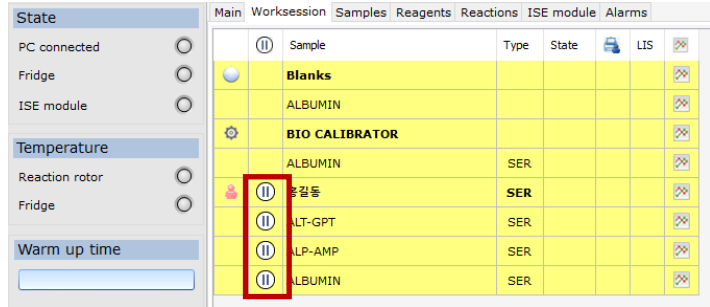 State
PC connected
Fridge
ISE module
Temperature
Reaction rotor
Fridge
Warm up time
Main Worksession Samples Reagents Reactions ISE module Alarms
Sample Type State LIS
Blanks
ALBUMIN
BIO CALIBRATOR
ALBUMIN SER
홍길동 SER
ALT-GPT SER
ALP-AMP SER
ALBUMIN SER